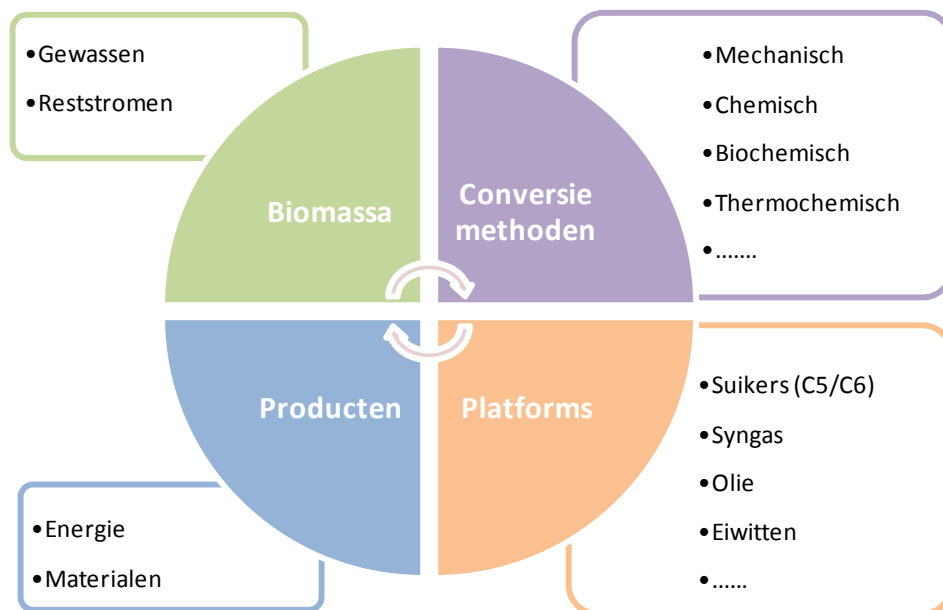 •Gewassen
•Reststromen
Biomassa
Conversie
methoden
•Mechanisch
•Chemisch
•Biochemisch
•Thermochemisch
•.......
Producten
•Energie
•Materialen
Platforms
•Suikers (C5/C6)
•Syngas
•Olie
•Eiwitten
•......